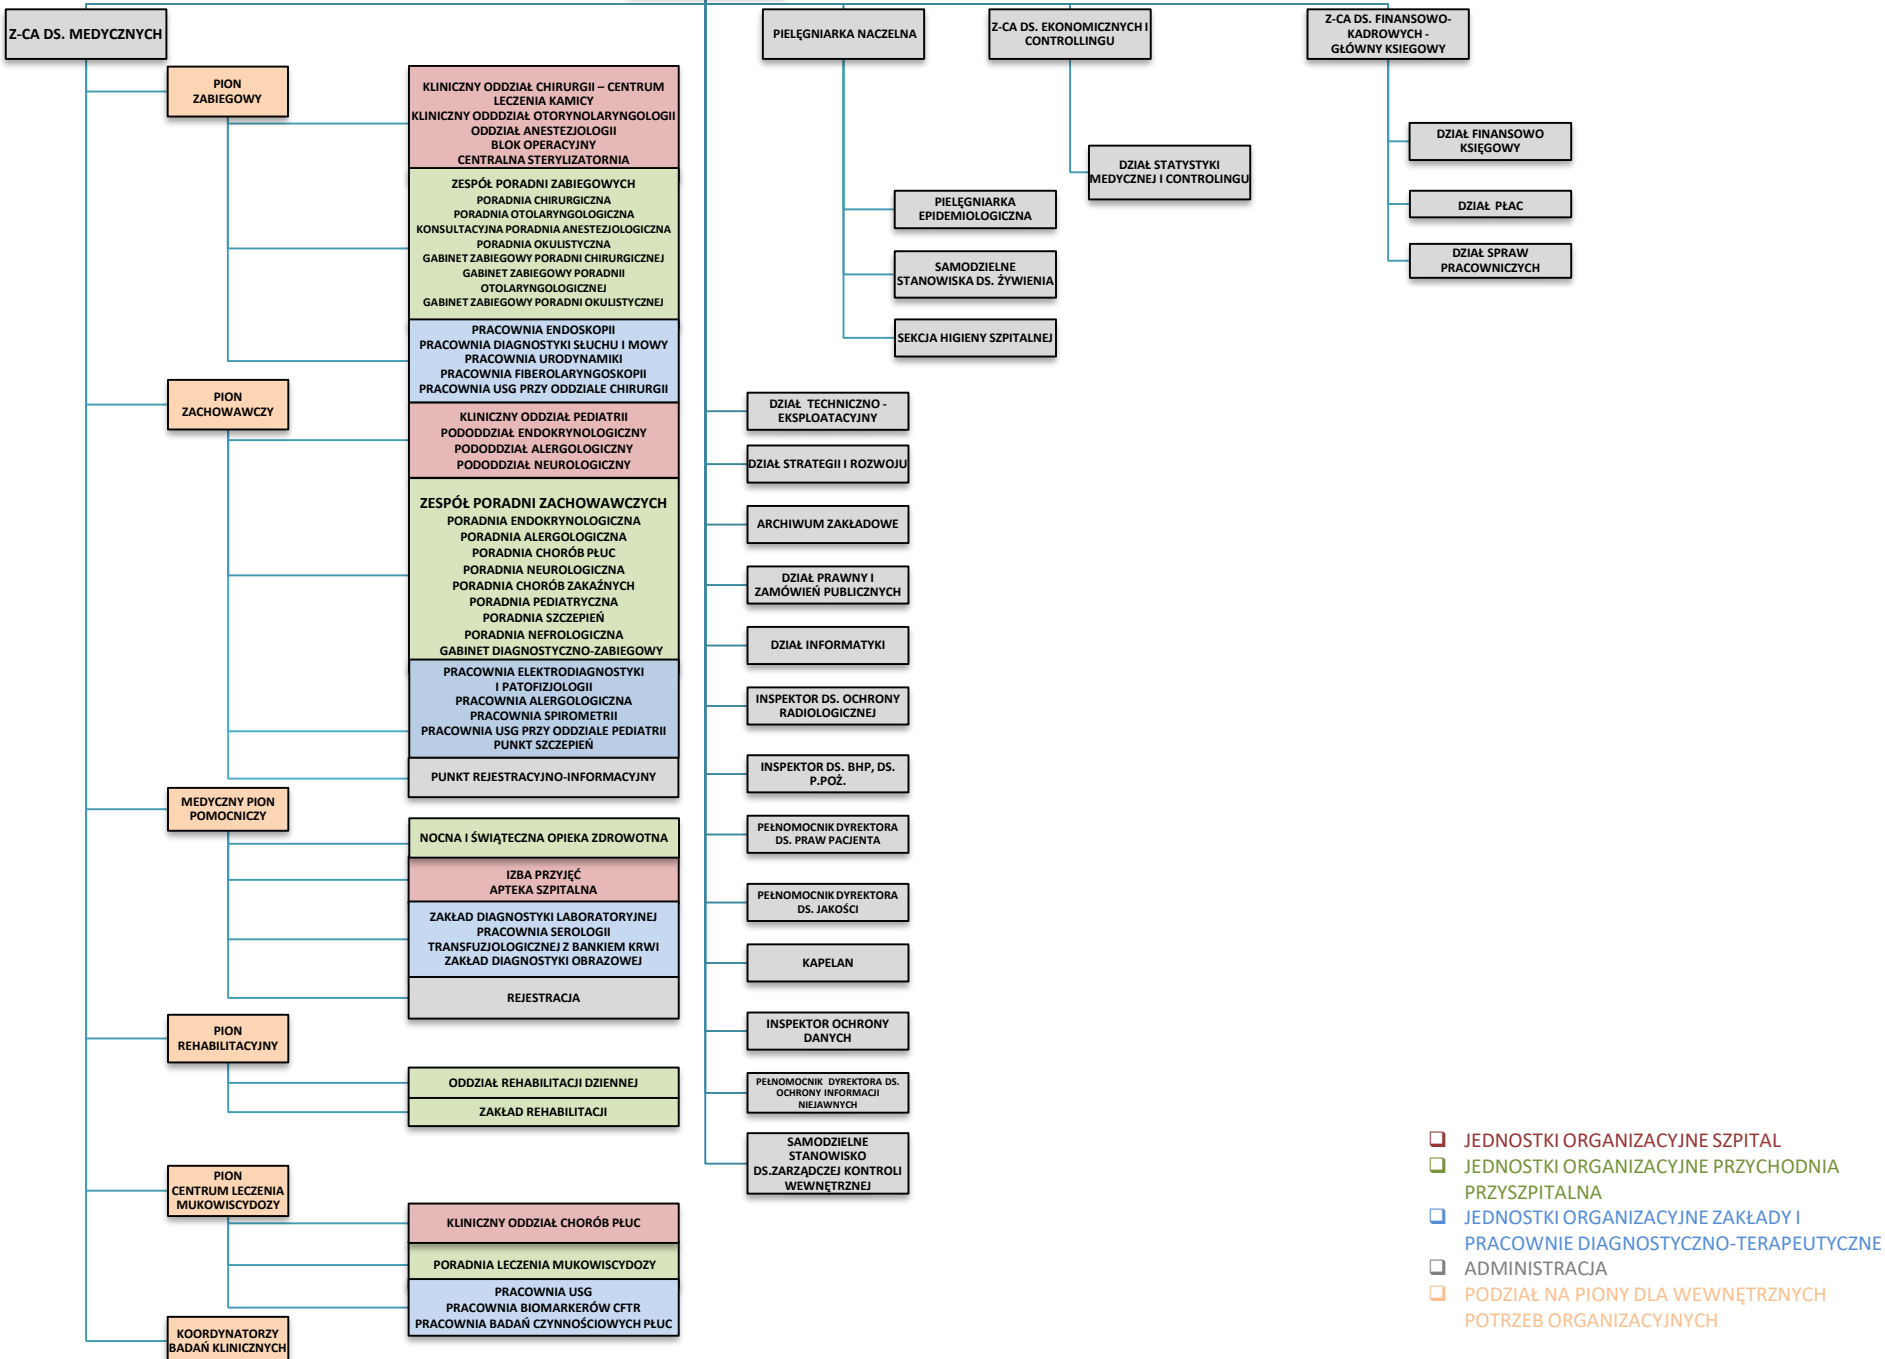 Z-CA DS. MEDYCZNYCH
PIELĘGNIARKA NACZELNA
Z-CA DS. EKONOMICZNYCH I
CONTROLLINGU
Z-CA DS. FINANSOWO-
KADROWYCH -
GŁÓWNY KSIEGOWY
PION
ZABIEGOWY
KLINICZNY ODDZIAŁ CHIRURGII – CENTRUM
LECZENIA KAMICY
KLINICZNY ODDDZIAŁ OTORYNOLARYNGOLOGII
ODDZIAŁ ANESTEZJOLOGII
BLOK OPERACYJNY
CENTRALNA STERYLIZATORNIA
ZESPÓŁ PORADNI ZABIEGOWYCH
PORADNIA CHIRURGICZNA
PORADNIA OTOLARYNGOLOGICZNA
KONSULTACYJNA PORADNIA ANESTEZJOLOGICZNA
PORADNIA OKULISTYCZNA
GABINET ZABIEGOWY PORADNI CHIRURGICZNEJ
GABINET ZABIEGOWY PORADNII
OTOLARYNGOLOGICZNEJ
GABINET ZABIEGOWY PORADNI OKULISTYCZNEJ
PRACOWNIA ENDOSKOPII
PRACOWNIA DIAGNOSTYKI SŁUCHU I MOWY
PRACOWNIA URODYNAMIKI
PRACOWNIA FIBEROLARYNGOSKOPII
PRACOWNIA USG PRZY ODDZIALE CHIRURGII
PION
ZACHOWAWCZY
KLINICZNY ODDZIAŁ PEDIATRII
PODODDZIAŁ ENDOKRYNOLOGICZNY
PODODDZIAŁ ALERGOLOGICZNY
PODODDZIAŁ NEUROLOGICZNY
ZESPÓŁ PORADNI ZACHOWAWCZYCH
PORADNIA ENDOKRYNOLOGICZNA
PORADNIA ALERGOLOGICZNA
PORADNIA CHORÓB PŁUC
PORADNIA NEUROLOGICZNA
PORADNIA CHORÓB ZAKAŹNYCH
PORADNIA PEDIATRYCZNA
PORADNIA SZCZEPIEŃ
PORADNIA NEFROLOGICZNA
GABINET DIAGNOSTYCZNO-ZABIEGOWY
PRACOWNIA ELEKTRODIAGNOSTYKI
I PATOFIZJOLOGII
PRACOWNIA ALERGOLOGICZNA
PRACOWNIA SPIROMETRII
PRACOWNIA USG PRZY ODDZIALE PEDIATRII
PUNKT SZCZEPIEŃ
PUNKT REJESTRACYJNO-INFORMACYJNY
MEDYCZNY PION
POMOCNICZY
NOCNA I ŚWIĄTECZNA OPIEKA ZDROWOTNA
IZBA PRZYJĘĆ
APTEKA SZPITALNA
ZAKŁAD DIAGNOSTYKI LABORATORYJNEJ
PRACOWNIA SEROLOGII
TRANSFUZJOLOGICZNEJ Z BANKIEM KRWI
ZAKŁAD DIAGNOSTYKI OBRAZOWEJ
REJESTRACJA
PION
REHABILITACYJNY
ODDZIAŁ REHABILITACJI DZIENNEJ
ZAKŁAD REHABILITACJI
PION
CENTRUM LECZENIA
MUKOWISCYDOZY
KLINICZNY ODDZIAŁ CHORÓB PŁUC
PORADNIA LECZENIA MUKOWISCYDOZY
PRACOWNIA USG
PRACOWNIA BIOMARKERÓW CFTR
PRACOWNIA BADAŃ CZYNNOŚCIOWYCH PŁUC
KOORDYNATORZY
BADAŃ KLINICZNYCH
PIELĘGNIARKA
EPIDEMIOLOGICZNA
SAMODZIELNE
STANOWISKA DS. ŻYWIENIA
SEKCJA HIGIENY SZPITALNEJ
DZIAŁ STATYSTYKI
MEDYCZNEJ I CONTROLINGU
DZIAŁ FINANSOWO
KSIĘGOWY
DZIAŁ PŁAC
DZIAŁ SPRAW
PRACOWNICZYCH
DZIAŁ TECHNICZNO -
EKSPLOATACYJNY
DZIAŁ STRATEGII I ROZWOJU
ARCHIWUM ZAKŁADOWE
DZIAŁ PRAWNY I
ZAMÓWIEŃ PUBLICZNYCH
DZIAŁ INFORMATYKI
INSPEKTOR DS. OCHRONY
RADIOLOGICZNEJ
INSPEKTOR DS. BHP, DS.
P.POŻ.
PEŁNOMOCNIK DYREKTORA
DS. PRAW PACJENTA
PEŁNOMOCNIK DYREKTORA
DS. JAKOŚCI
KAPELAN
INSPEKTOR OCHRONY
DANYCH
PEŁNOMOCNIK DYREKTORA DS.
OCHRONY INFORMACJI
NIEJAWNYCH
SAMODZIELNE
STANOWISKO
DS.ZARZĄDCZEJ KONTROLI
WEWNĘTRZNEJ
JEDNOSTKI ORGANIZACYJNE SZPITAL
JEDNOSTKI ORGANIZACYJNE PRZYCHODNIA
PRZYSZPITALNA
JEDNOSTKI ORGANIZACYJNE ZAKŁADY I
PRACOWNIE DIAGNOSTYCZNO-TERAPEUTYCZNE
ADMINISTRACJA
PODZIAŁ NA PIONY DLA WEWNĘTRZNYCH
POTRZEB ORGANIZACYJNYCH